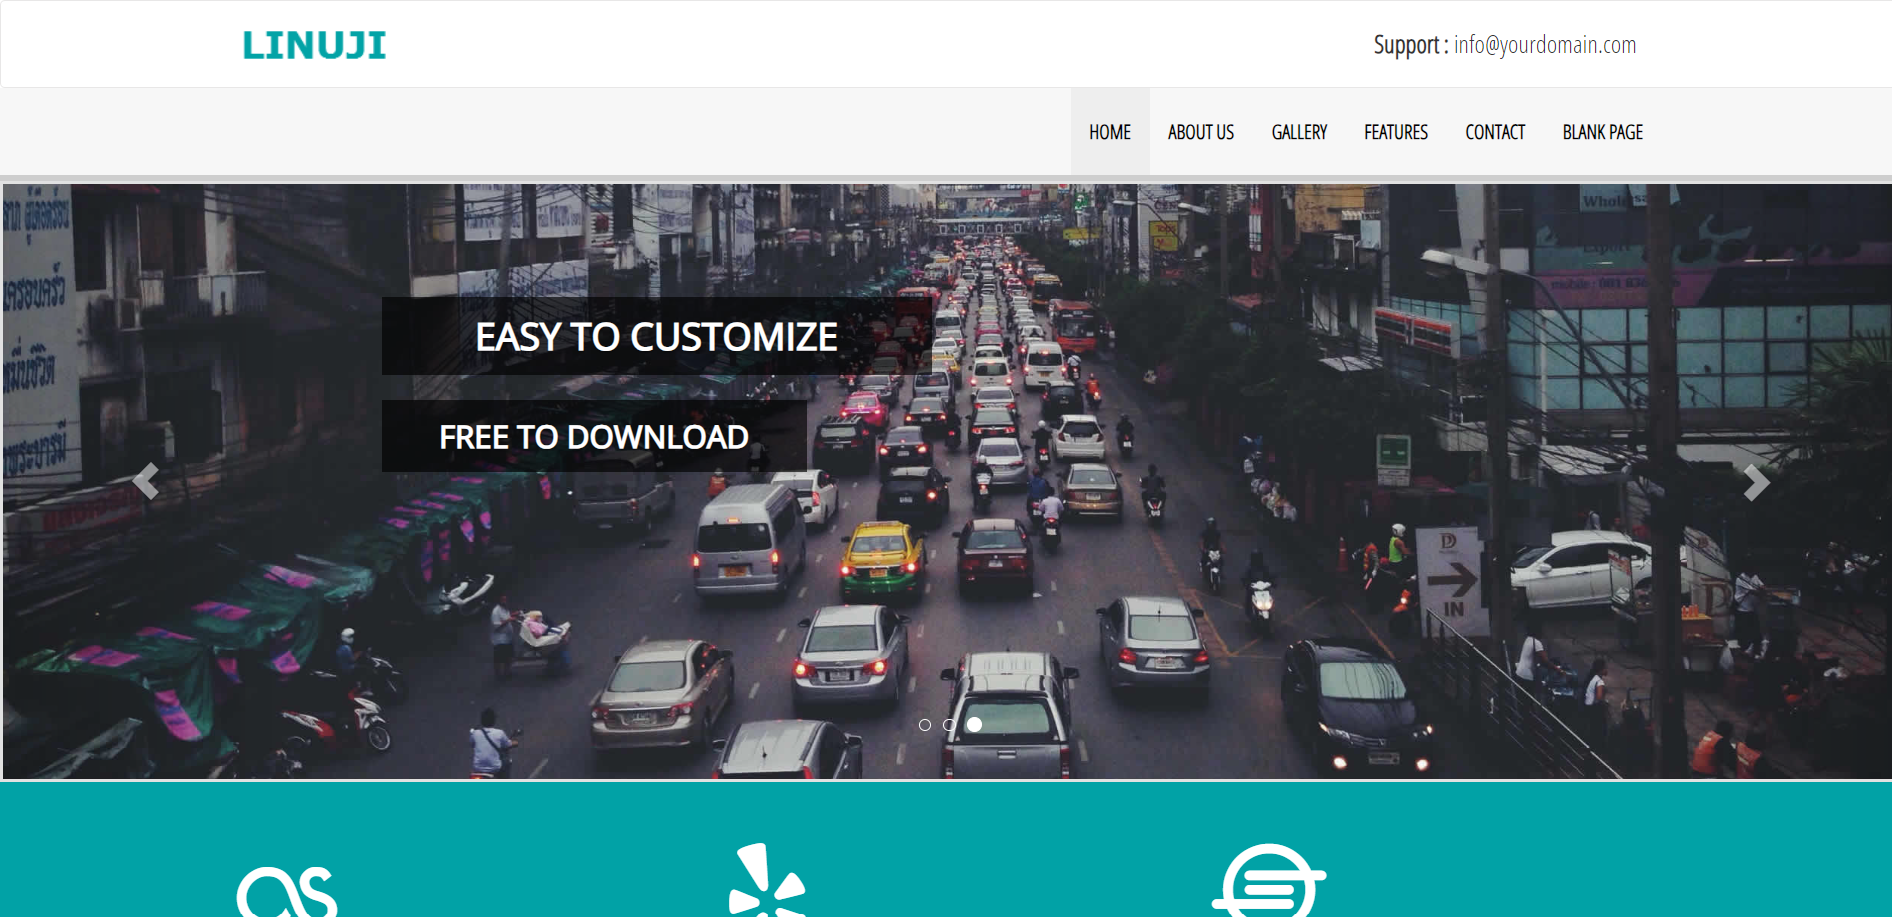 LINUJI
Support : info@yourdomain.com
HOME ABOUT US GALLERY FEATURES CONTACT BLANK PAGE
EASY TO CUSTOMIZE
FREE TO DOWNLOAD
IN